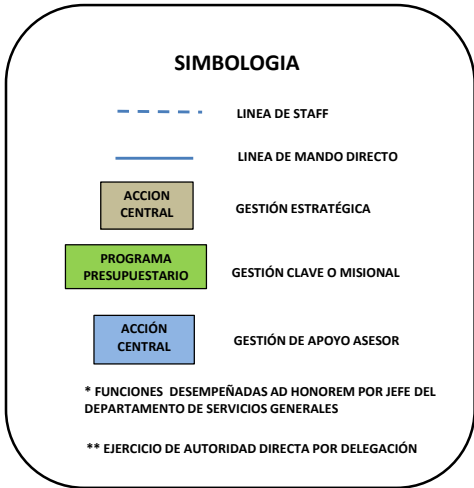 SIMBOLOGIA
LINEA DE STAFF
LINEA DE MANDO DIRECTO
ACCION
CENTRAL
GESTIÓN ESTRATÉGICA
PROGRAMA
PRESUPUESTARIO
GESTIÓN CLAVE O MISIONAL
ACCIÓN
CENTRAL
GESTIÓN DE APOYO ASESOR
* FUNCIONES DESEMPEÑADAS AD HONOREM POR JEFE DEL
DEPARTAMENTO DE SERVICIOS GENERALES
** EJERCICIO DE AUTORIDAD DIRECTA POR DELEGACIÓN